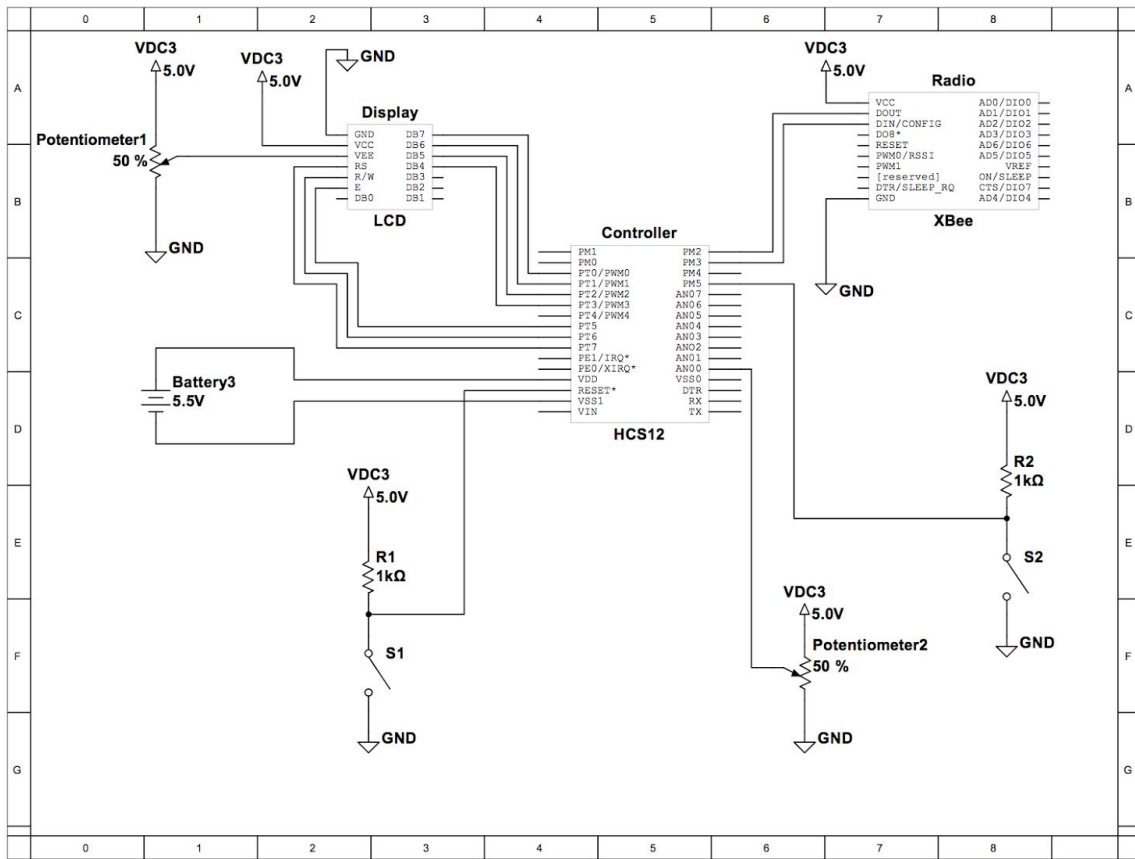 0 1 2 3 4 5 6 7 8
A
B
C
D
E
F
G
VDC3
5.0V
Potentiometer1
50 %
GND
VDC3
5.0V
GND
Display
GND DB7
VCC DB6
VEE DB5
RS DB4
R/W DB3
E DB2
DB0 DB1
LCD
VDC3
5.0V
Radio
VCC AD0/DIO0
DOUT AD1/DIO1
DIN/CONFIG AD2/DIO2
DO8* AD3/DIO3
RESET AD6/DIO6
PWM0/RSSI AD5/DIO5
PWM1 VREF
[reserved] ON/SLEEP
DTR/SLEEP_RQ CTS/DIO7
GND AD4/DIO4
XBee
GND
Controller
PM1 PM2
PM0 PM3
PT0/PWM0 PM4
PT1/PWM1 PM5
PT2/PWM2 AN07
PT3/PWM3 AN06
PT4/PWM4 AN05
PT5 AN04
PT6 AN03
PT7 ANO2
PE1/IRQ* AN01
PE0/XIRQ* AN00
VDD VSS0
RESET* DTR
VSS1 RX
VIN TX
HCS12
Battery3
5.5V
VDC3
5.0V
R1
1kΩ
S1
GND
VDC3
5.0V
R2
1kΩ
S2
GND
VDC3
5.0V
Potentiometer2
50 %
GND
A
B
C
D
E
F
G
0 1 2 3 4 5 6 7 8